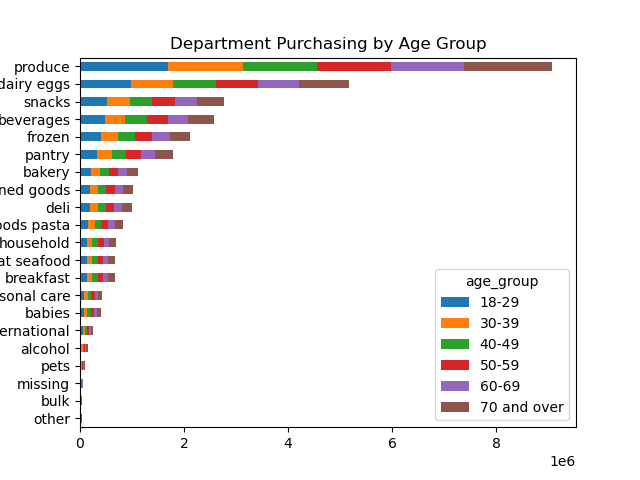 Department Purchasing by Age Group
produce
dairy eggs
snacks
beverages
frozen
pantry
bakery
ned goods
deli
oods pasta
household
at seafood
breakfast
sonal care
babies
ernational
alcohol
pets
missing
bulk
other
age_group
18-29
30-39
40-49
50-59
60-69
70 and over
0 2 4 6 8
1e6